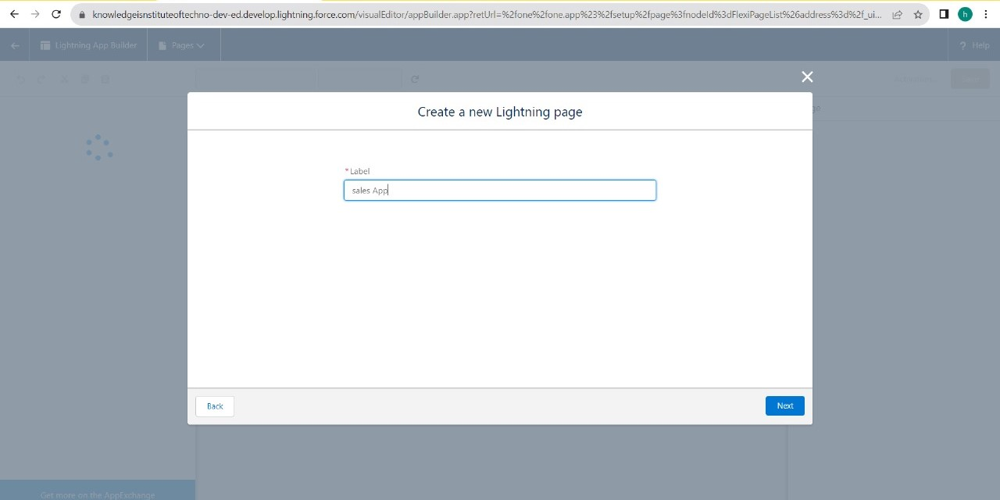 knowledgeisnstituteoftechno-dev-ed.develop.lightning.force.com/visualEditor/appBuilder.app?retUrl=%2fone%2fone.app%23%2fsetup%2fpage%3fnodeId%3dFlexiPageList%26address%3d%2f_ui...
h
Lightning App Builder
Pages
? Help
Create a new Lightning page
* Label
sales App
Back
Next
Get more on the AppExchange